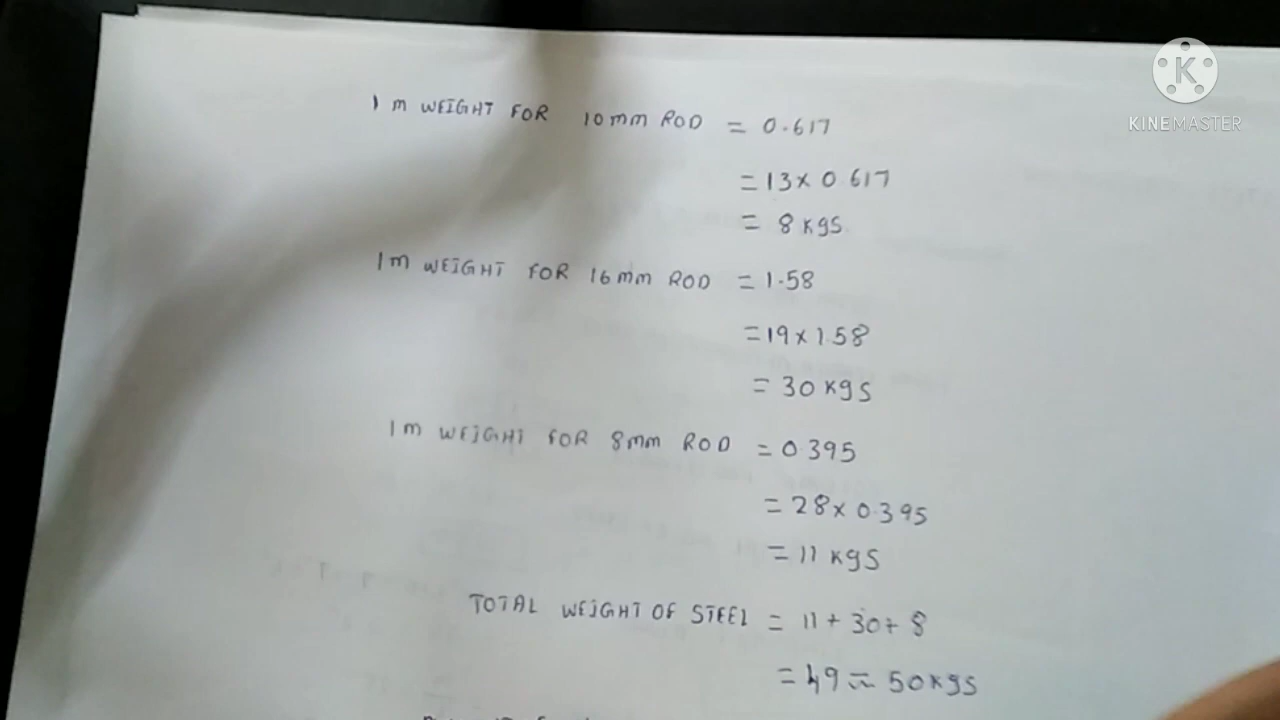 KINEMASTER
1 m WEIGHT FOR 10mm ROD = 0.617
= 13 x 0 617
= 8 kgs
1m WEIGHT FOR 16mm ROD = 1.58
= 19 x 1.58
= 30 kgs
1m WEIGHT FOR 8mm ROD = 0.395
= 28 x 0.395
= 11 kgs
TOTAL WEIGHT OF STEEL = 11 + 30 + 8
= 49 ≈ 50 kgs